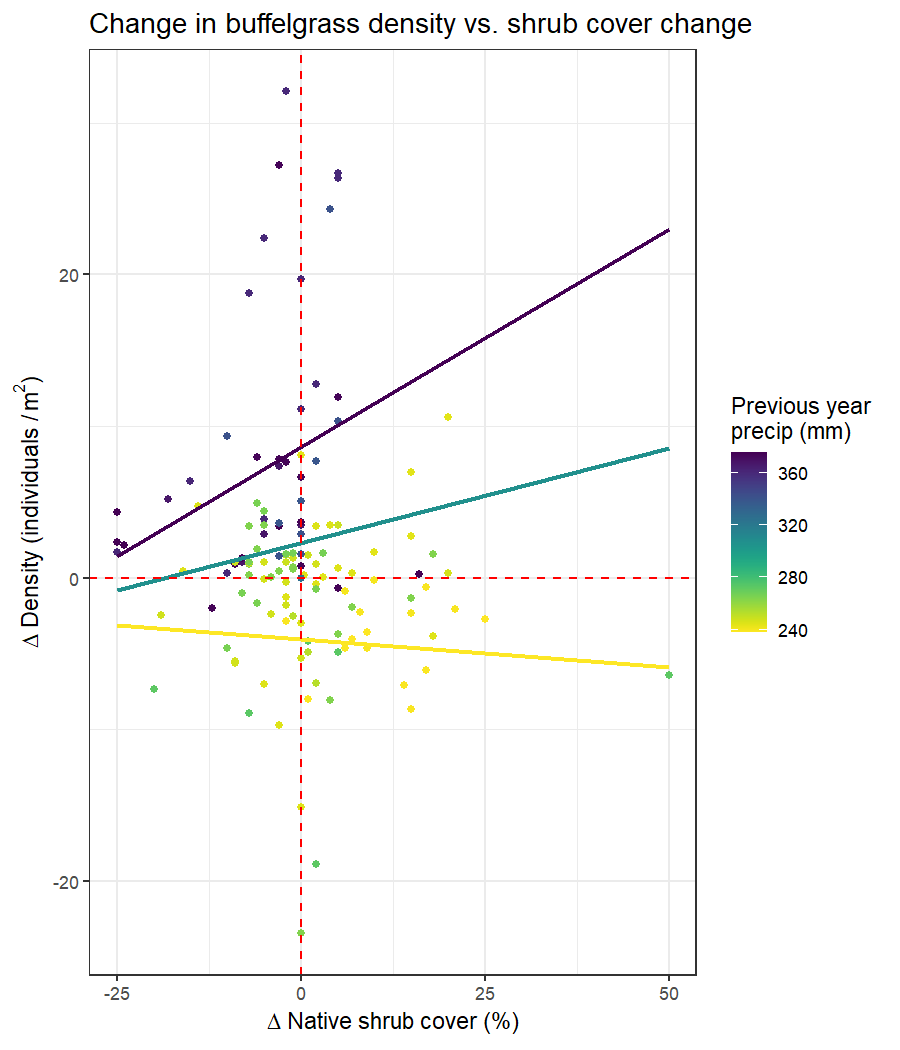 Change in buffelgrass density vs. shrub cover change
Δ Density (individuals / m²)
20
0
-20
-25
0
25
50
Δ Native shrub cover (%)
Previous year
precip (mm)
360
320
280
240